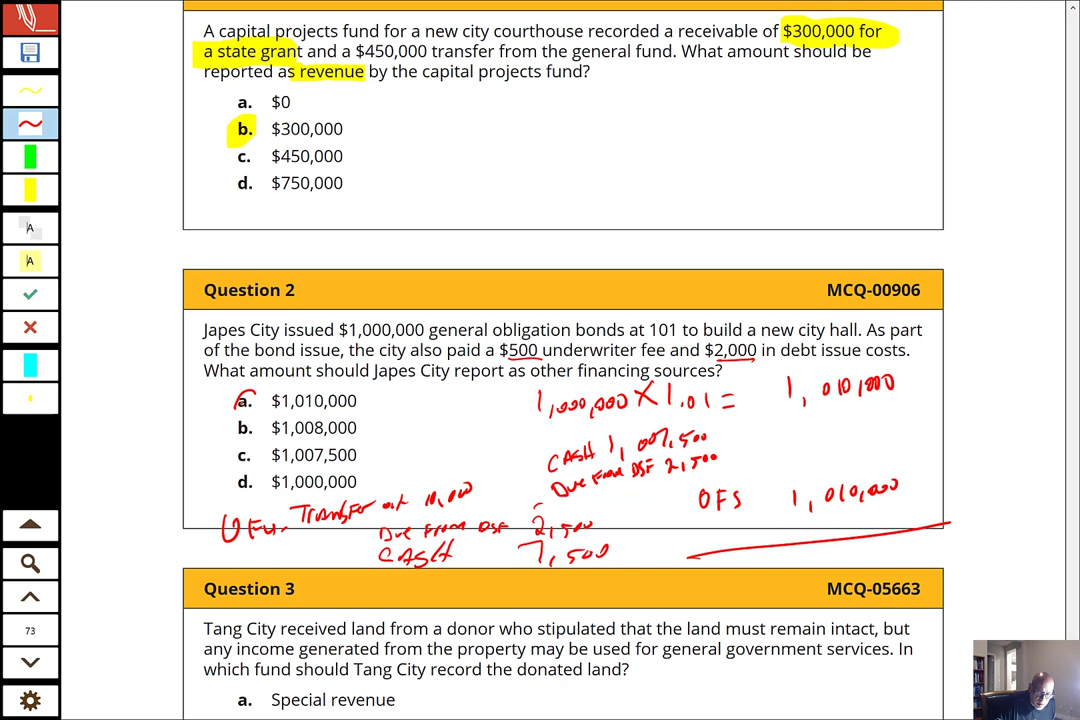 A capital projects fund for a new city courthouse recorded a receivable of $300,000 for
a state grant and a $450,000 transfer from the general fund. What amount should be
reported as revenue by the capital projects fund?
a. $0
b. $300,000
c. $450,000
d. $750,000
Question 2 MCQ-00906
Japes City issued $1,000,000 general obligation bonds at 101 to build a new city hall. As part
of the bond issue, the city also paid a $500 underwriter fee and $2,000 in debt issue costs.
What amount should Japes City report as other financing sources?
a. $1,010,000
b. $1,008,000
c. $1,007,500
d. $1,000,000
1,000,000 X 1.01 = 1,010,000
CASH 1,007,500
Due From DSF 2,500
OFS 1,010,000
Transfer out 10,000
Due From DSF 2,500
CASH 7,500
Question 3 MCQ-05663
Tang City received land from a donor who stipulated that the land must remain intact, but
any income generated from the property may be used for general government services. In
which fund should Tang City record the donated land?
a. Special revenue
A
A
73